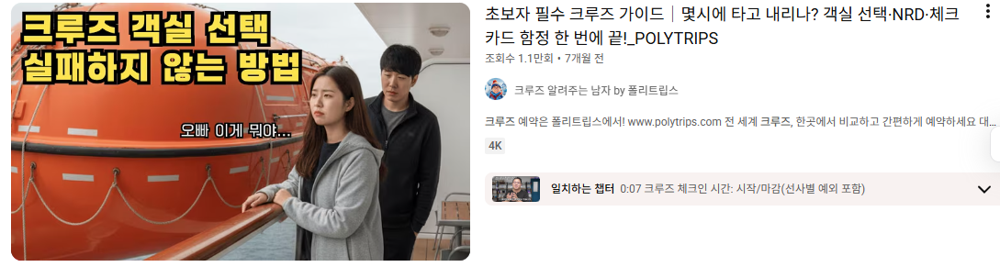 크루즈 객실 선택
실패하지 않는 방법
오빠 이게 뭐야...
초보자 필수 크루즈 가이드│몇시에 타고 내리나? 객실 선택·NRD·체크
카드 함정 한 번에 끝!_POLYTRIPS
조회수 1.1만회 • 7개월 전
크루즈 알려주는 남자 by 폴리트립스
크루즈 예약은 폴리트립스에서! www.polytrips.com 전 세계 크루즈, 한곳에서 비교하고 간편하게 예약하세요 대...
4K
일치하는 챕터 0:07 크루즈 체크인 시간: 시작/마감(선사별 예외 포함)